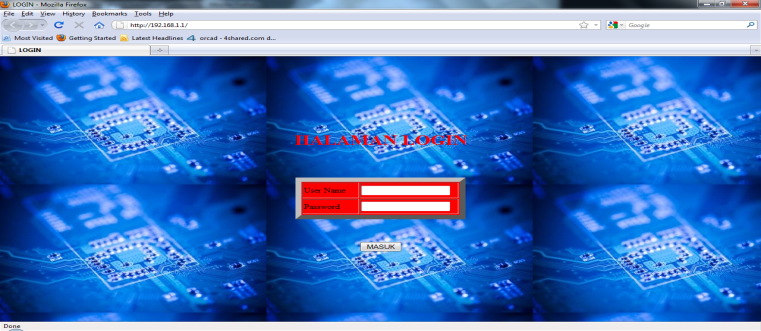 LOGIN - Mozilla Firefox
File Edit View History Bookmarks Tools Help
http://192.168.1.1/ Google
Most Visited Getting Started Latest Headlines orcad - 4shared.com d...
LOGIN
HALAMAN LOGIN
User Name
Password
MASUK
Done